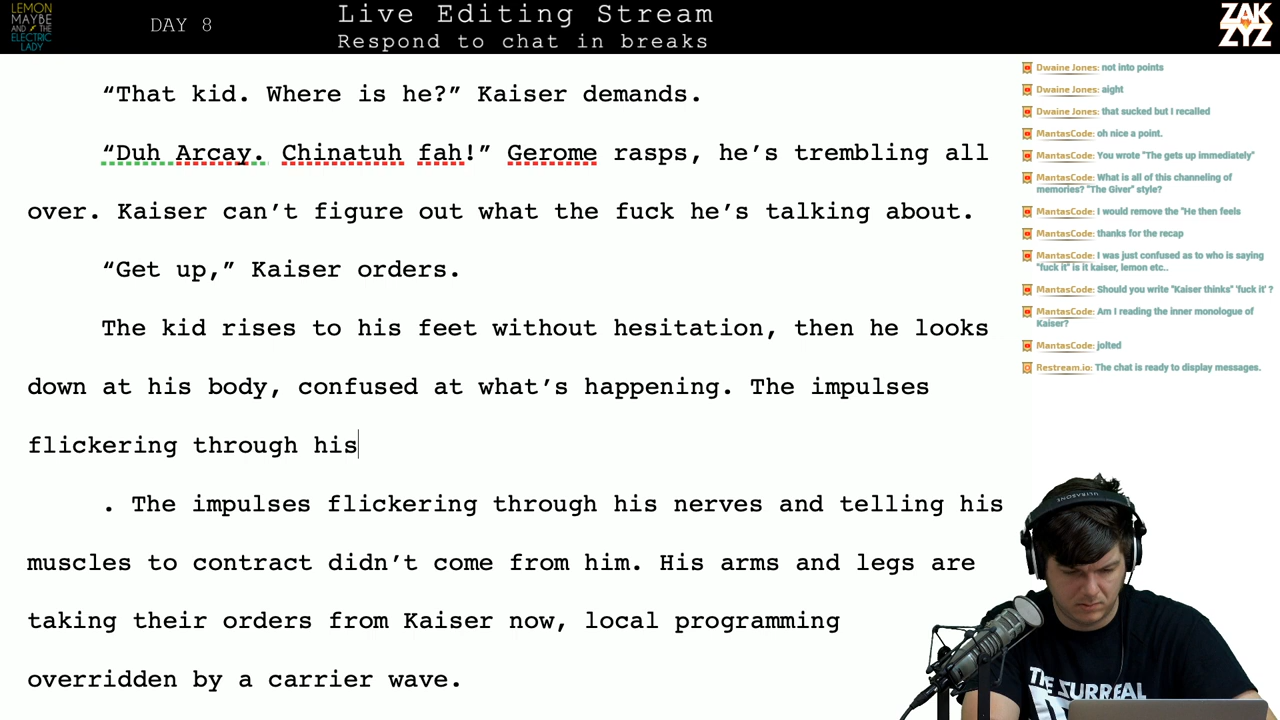 LEMON
MAYBE
AND THE
ELECTRIC
LADY
DAY 8
Live Editing Stream
Respond to chat in breaks
ZAK
ZYZ
“That kid. Where is he?” Kaiser demands.
“Duh Arcay. Chinatuh fah!” Gerome rasps, he’s trembling all
over. Kaiser can’t figure out what the fuck he’s talking about.
“Get up,” Kaiser orders.
The kid rises to his feet without hesitation, then he looks
down at his body, confused at what’s happening. The impulses
flickering through his
. The impulses flickering through his nerves and telling his
muscles to contract didn’t come from him. His arms and legs are
taking their orders from Kaiser now, local programming
overridden by a carrier wave.
Dwaine Jones: not into points
Dwaine Jones: aight
Dwaine Jones: that sucked but I recalled
MantasCode: oh nice a point.
MantasCode: You wrote "The gets up immediately"
MantasCode: What is all of this channeling of
memories? "The Giver" style?
MantasCode: I would remove the "He then feels
MantasCode: thanks for the recap
MantasCode: I was just confused as to who is saying
"fuck it" is it kaiser, lemon etc..
MantasCode: Should you write "Kaiser thinks" 'fuck it' ?
MantasCode: Am I reading the inner monologue of
Kaiser?
MantasCode: jolted
Restream.io: The chat is ready to display messages.
ULTRASONE
THE SURREAL